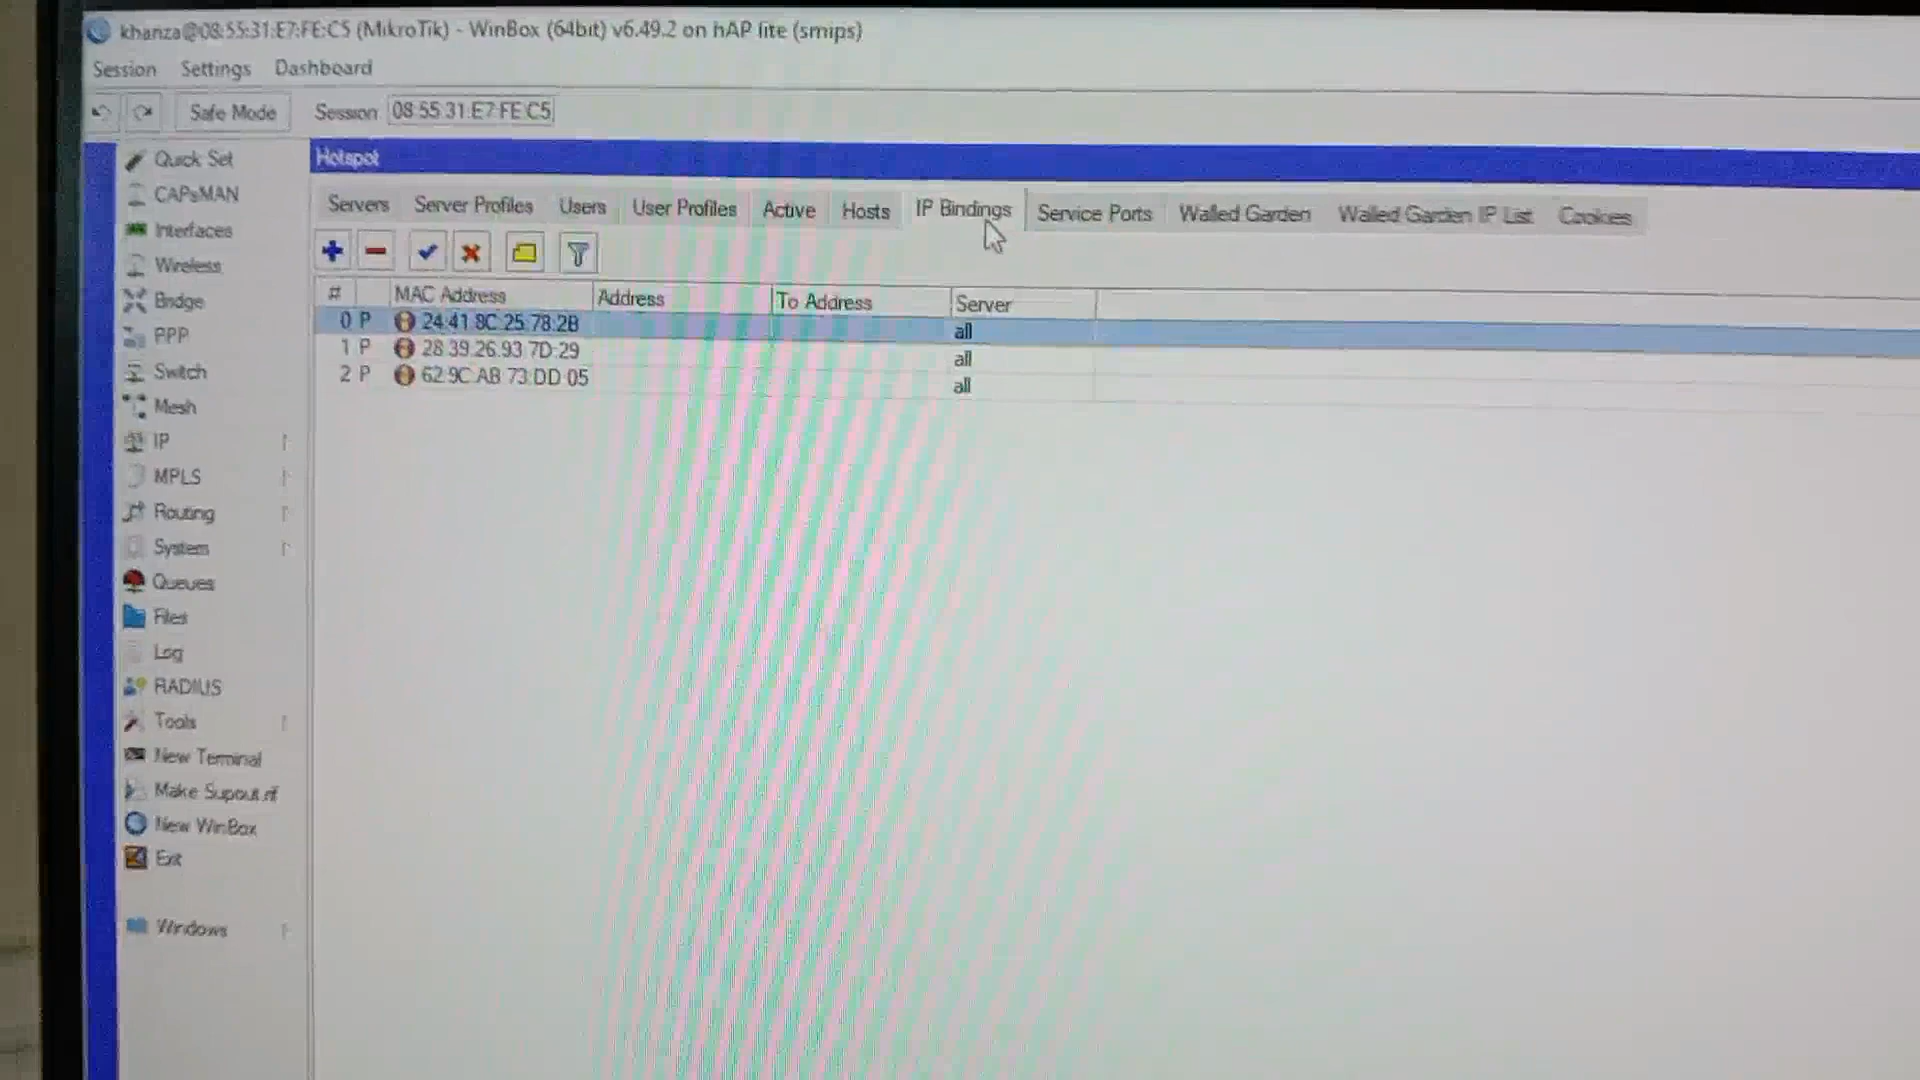 khanza@08:55:31:E7:FE:C5 (MikroTik) - WinBox (64bit) v6.49.2 on hAP lite (smips)
Session Settings Dashboard
Safe Mode Session 08:55:31:E7:FE:C5
Quick Set
CAPsMAN
Interfaces
Wireless
Bridge
PPP
Switch
Mesh
IP
MPLS
Routing
System
Queues
Files
Log
RADIUS
Tools
New Terminal
Make Supout.rif
New WinBox
Exit
Windows
Hotspot
Servers Server Profiles Users User Profiles Active Hosts IP Bindings Service Ports Walled Garden Walled Garden IP List Cookies
# MAC Address Address To Address Server
0 P 24:41:8C:25:78:2B all
1 P 28:39:26:93:7D:29 all
2 P 62:9C:AB:73:DD:05 all